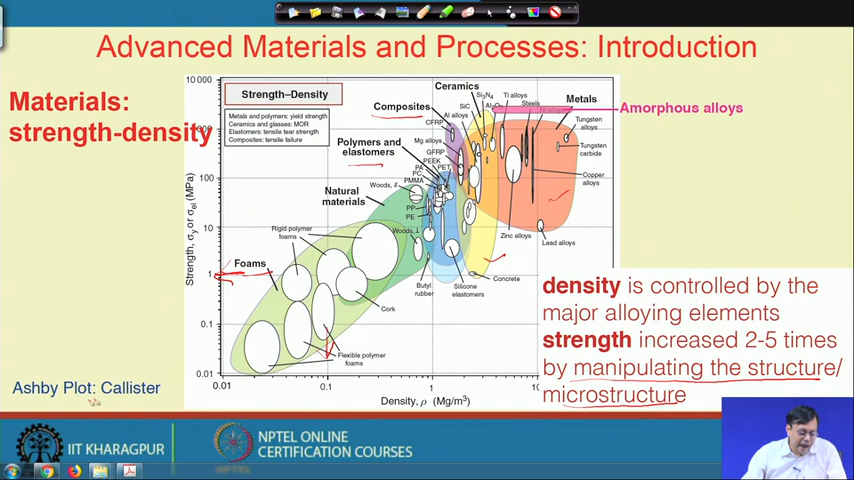 Advanced Materials and Processes: Introduction
Materials:
strength-density
10 000
Strength–Density
Metals and polymers: yield strength
Ceramics and glasses: MOR
Elastomers: tensile tear strength
Composites: tensile failure
Composites
Ceramics
Si3N4
SiC
Al2O3
Ti alloys
Steels
Metals
Amorphous alloys
Al alloys
CFRP
Tungsten
alloys
Polymers and
elastomers
Mg alloys
GFRP
PEEK
PA
PET
PC
PMMA
Tungsten
carbide
Copper
alloys
100
Woods, //
Natural
materials
PP
PE
Woods, ⊥
Rigid polymer
foams
10
Zinc alloys
Lead alloys
Foams
1
Concrete
Butyl
rubber
Silicone
elastomers
Cork
0.1
Flexible polymer
foams
0.01
Strength, σy or σel (MPa)
0.01
0.1
1
Density, ρ (Mg/m3)
density is controlled by the
major alloying elements
strength increased 2-5 times
by manipulating the structure/
microstructure
Ashby Plot: Callister
IIT KHARAGPUR
NPTEL ONLINE
CERTIFICATION COURSES